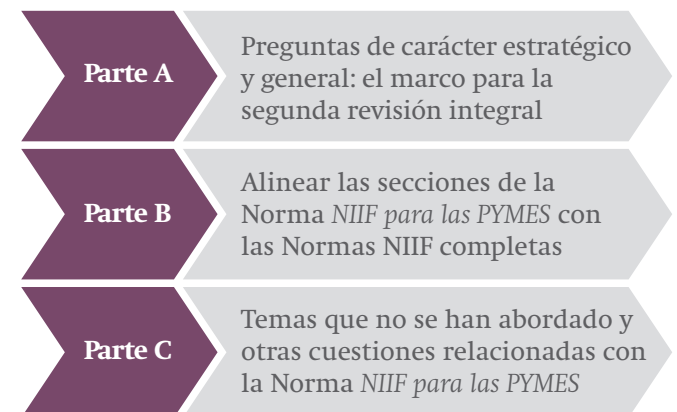 Parte A
Preguntas de carácter estratégico
y general: el marco para la
segunda revisión integral
Parte B
Alinear las secciones de la
Norma NIIF para las PYMES con
las Normas NIIF completas
Parte C
Temas que no se han abordado y
otras cuestiones relacionadas con
la Norma NIIF para las PYMES